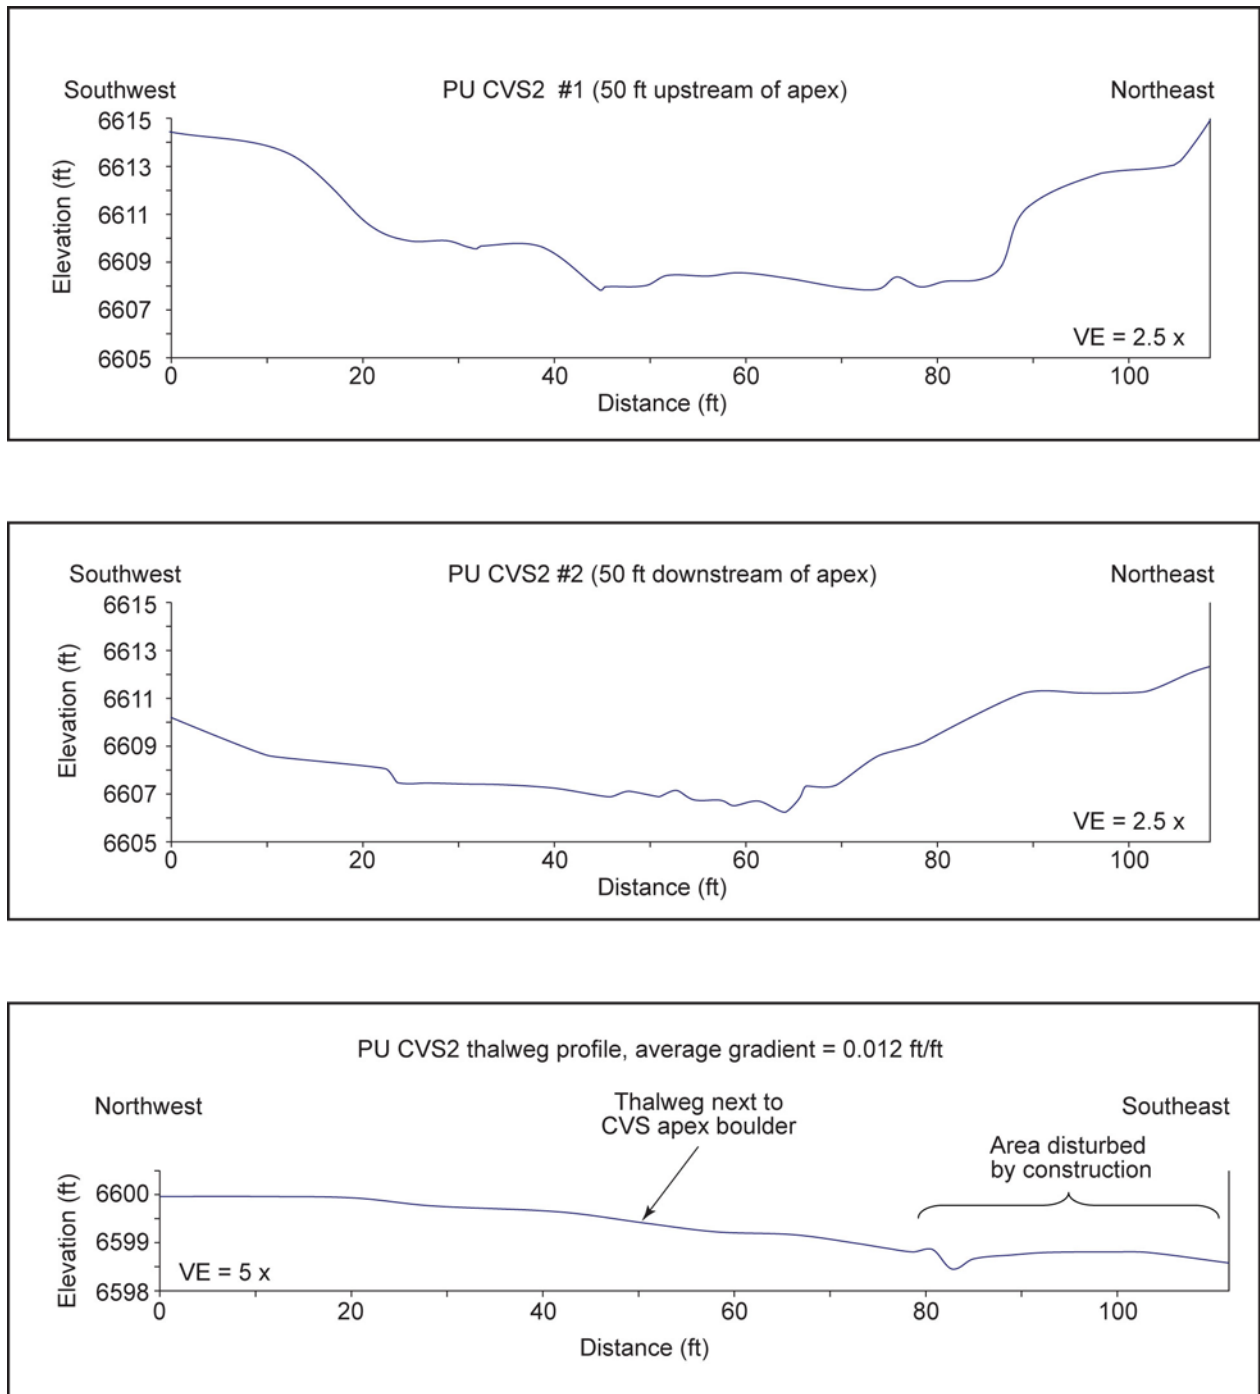 Southwest PU CVS2 #1 (50 ft upstream of apex) Northeast
6615
6613
6611
6609
6607
6605
Elevation (ft)
VE = 2.5 x
0 20 40 60 80 100
Distance (ft)
Southwest PU CVS2 #2 (50 ft downstream of apex) Northeast
6615
6613
6611
6609
6607
6605
Elevation (ft)
VE = 2.5 x
0 20 40 60 80 100
Distance (ft)
PU CVS2 thalweg profile, average gradient = 0.012 ft/ft
Northwest
Thalweg next to
CVS apex boulder
Southeast
Area disturbed
by construction
6600
6599
6598
Elevation (ft)
VE = 5 x
0 20 40 60 80 100
Distance (ft)